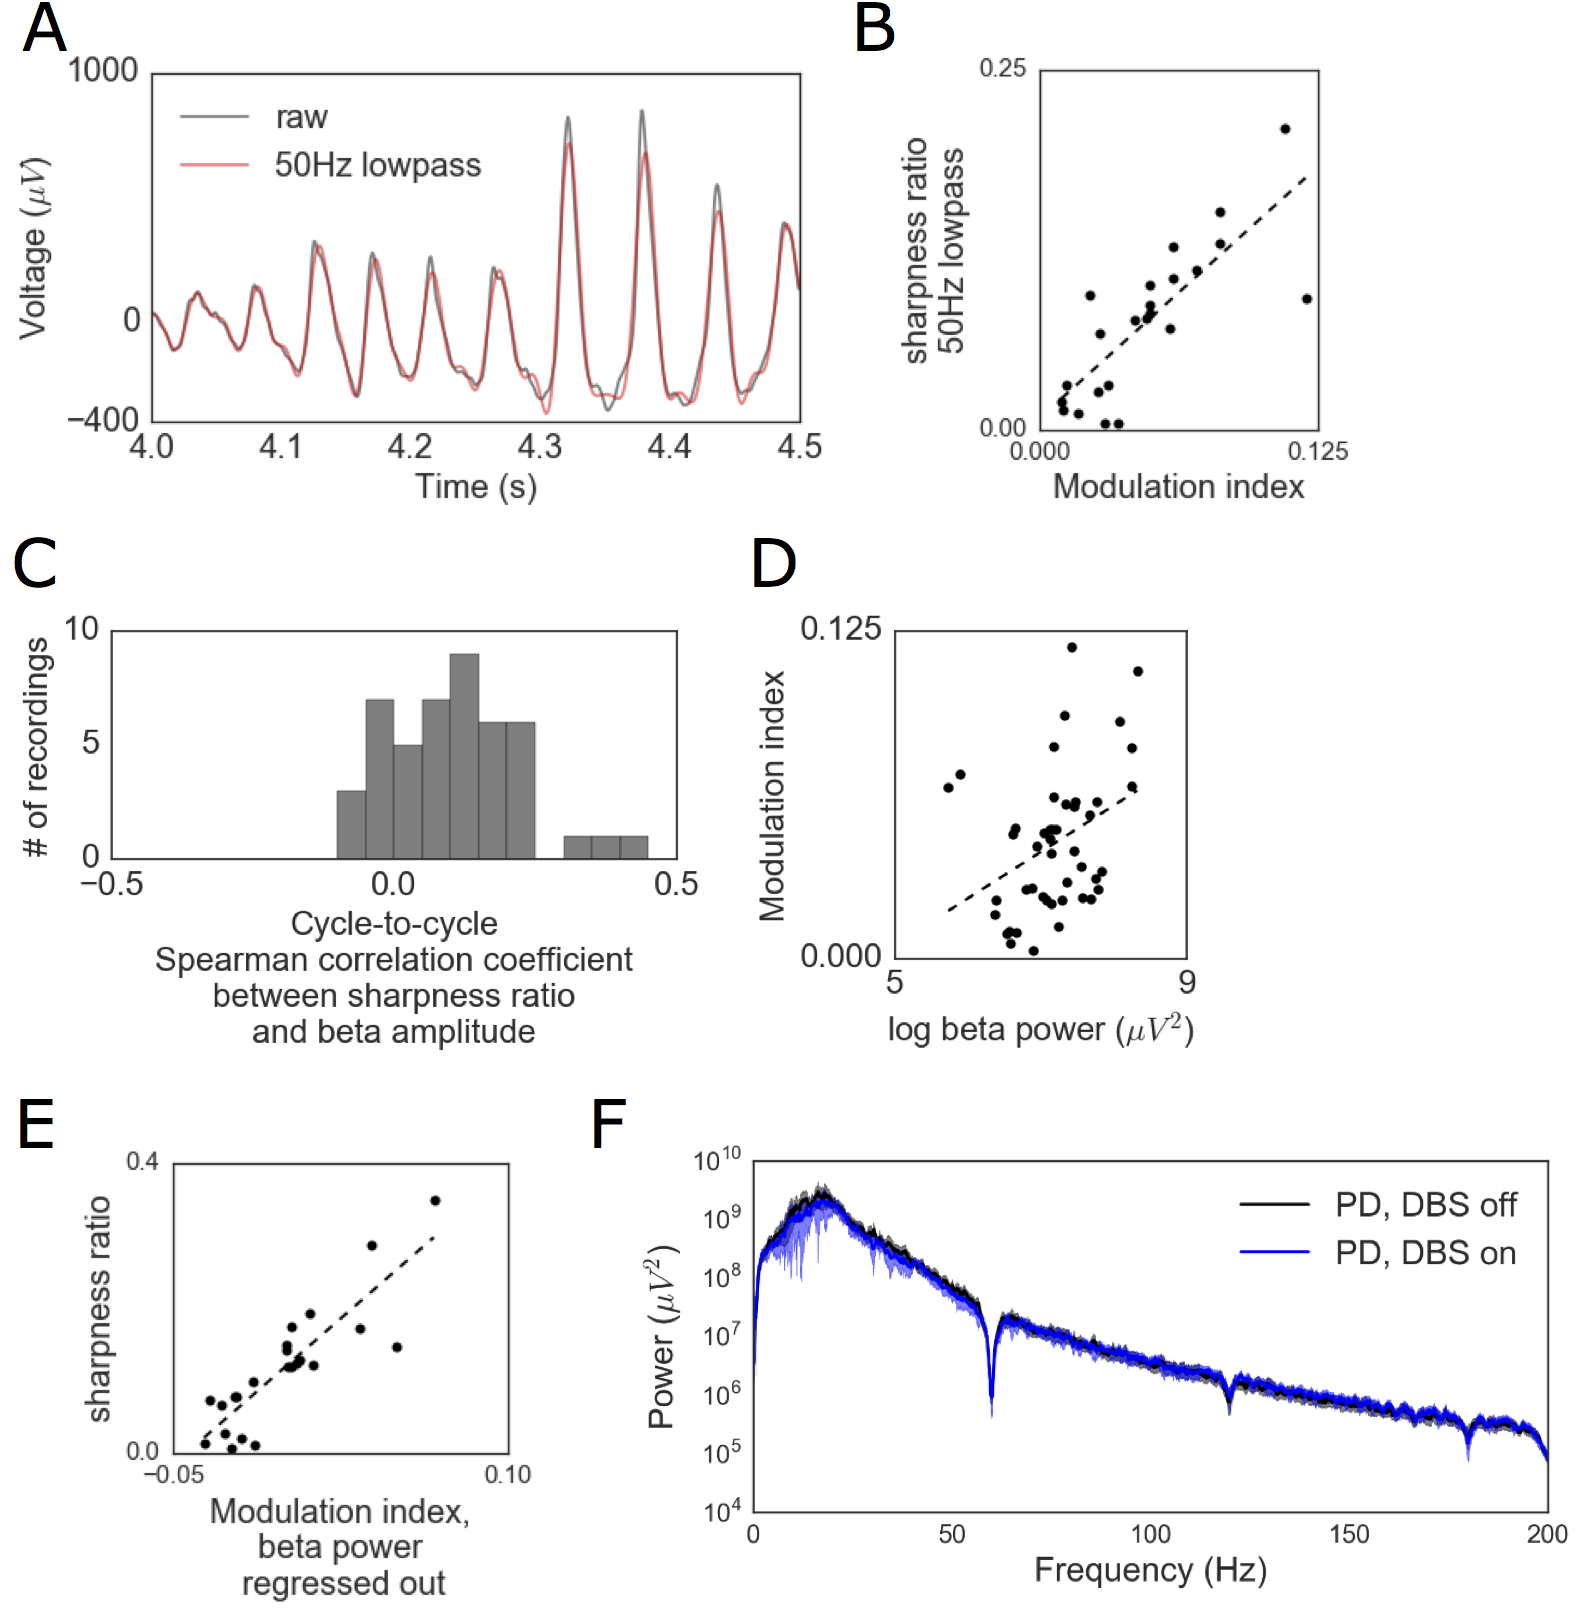 A
1000
0
−400
Voltage (μV)
raw
50Hz lowpass
4.0 4.1 4.2 4.3 4.4 4.5
Time (s)
B
0.25
0.00
sharpness ratio
50Hz lowpass
0.000 0.125
Modulation index
C
10
5
0
# of recordings
−0.5 0.0 0.5
Cycle-to-cycle
Spearman correlation coefficient
between sharpness ratio
and beta amplitude
D
0.125
0.000
Modulation index
5 9
log beta power (μV²)
E
0.4
0.0
sharpness ratio
−0.05 0.10
Modulation index,
beta power
regressed out
F
10¹⁰
10⁹
10⁸
10⁷
10⁶
10⁵
10⁴
Power (μV²)
PD, DBS off
PD, DBS on
0 50 100 150 200
Frequency (Hz)